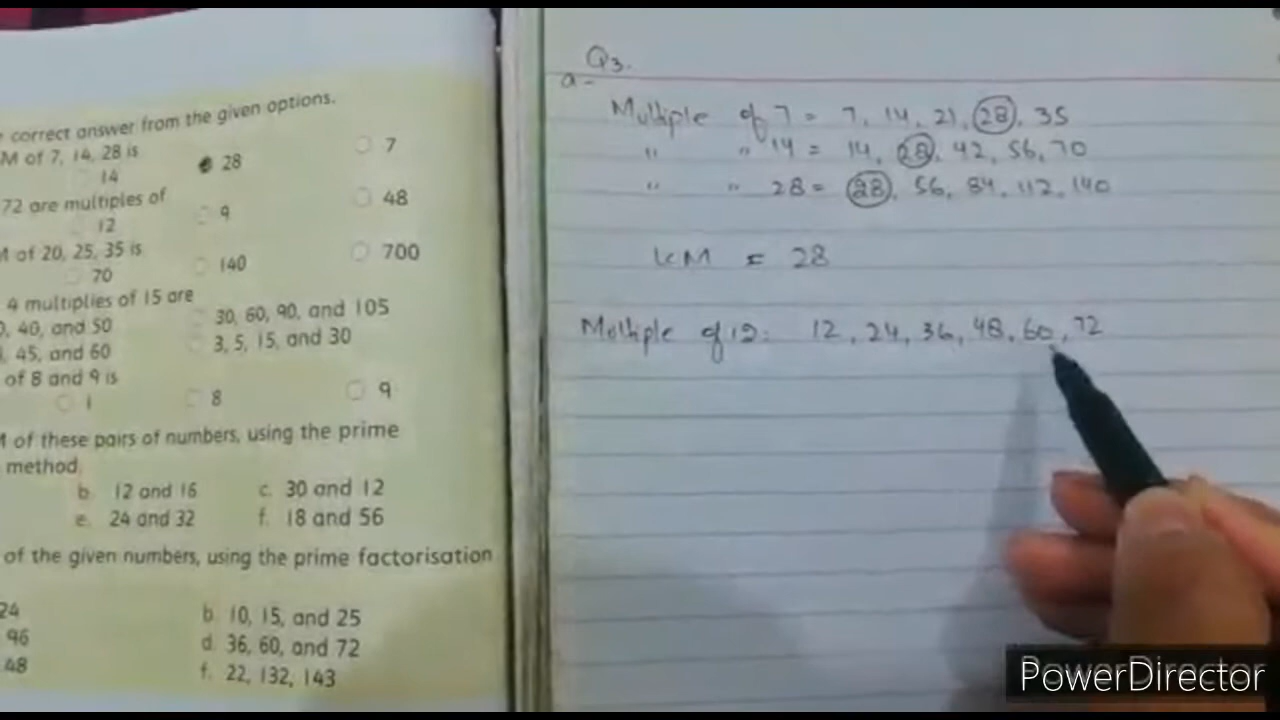 correct answer from the given options.
M of 7, 14, 28 is
14 28 7
72 are multiples of
12 9 48
of 20, 25, 35 is
70 140 700
4 multiplies of 15 are
40, and 50 30, 60, 90, and 105
45, and 60 3, 5, 15, and 30
of 8 and 9 is
1 8 9
of these pairs of numbers, using the prime
method.
b. 12 and 16 c. 30 and 12
e. 24 and 32 f. 18 and 56
of the given numbers, using the prime factorisation
24 b. 10, 15, and 25
96 d. 36, 60, and 72
48 f. 22, 132, 143
Q3.
a-
Multiple of 7 = 7, 14, 21, 28, 35
" " 14 = 14, 28, 42, 56, 70
" " 28 = 28, 56, 84, 112, 140
LCM = 28
Multiple of 12: 12, 24, 36, 48, 60, 72
PowerDirector